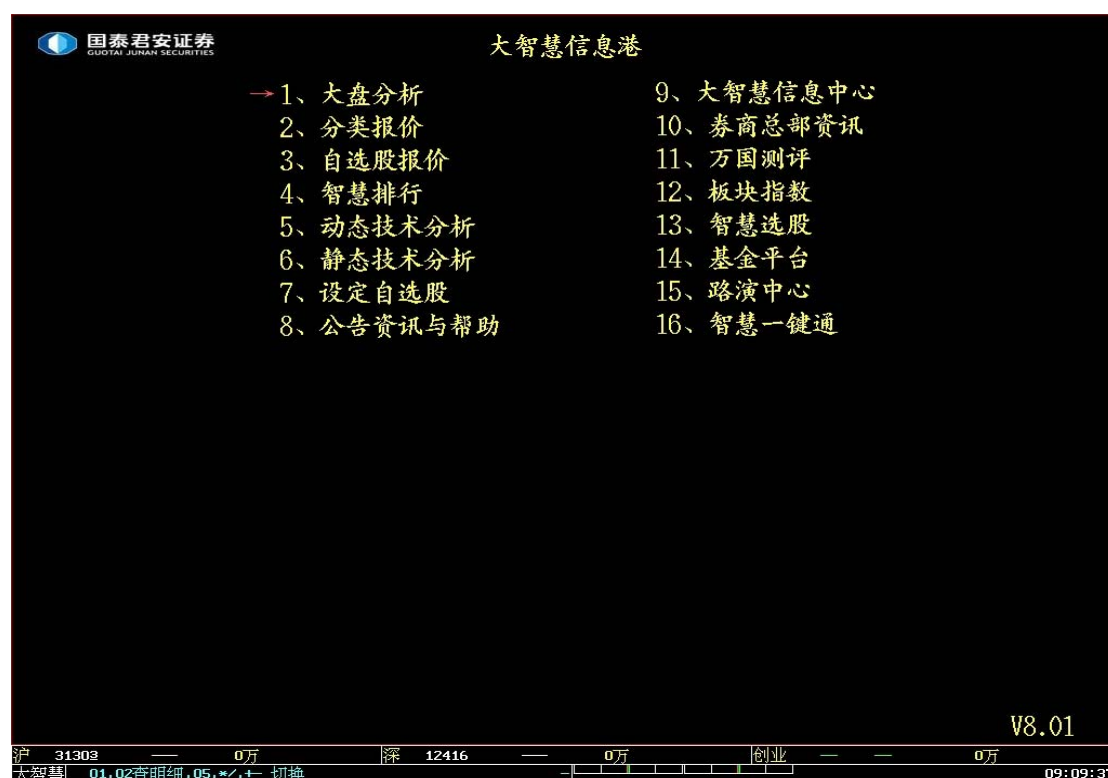 国泰君安证券
GUOTAI JUNAN SECURITIES
大智慧信息港
→1、大盘分析
2、分类报价
3、自选股报价
4、智慧排行
5、动态技术分析
6、静态技术分析
7、设定自选股
8、公告资讯与帮助
9、大智慧信息中心
10、券商总部资讯
11、万国测评
12、板块指数
13、智慧选股
14、基金平台
15、路演中心
16、智慧一键通
V8.01
沪 31303 — 0万 深 12416 — 0万 创业 — — 0万
大智慧 01,02查明细,05,*/,+← 切换